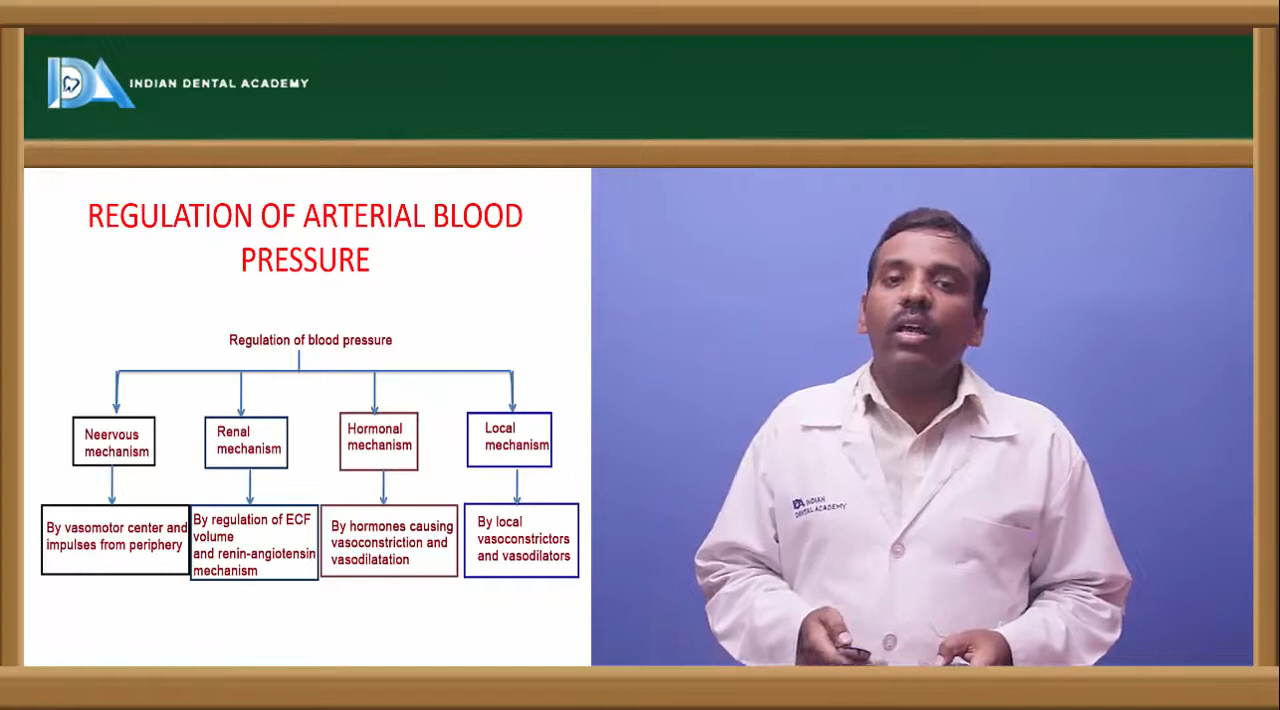 INDIAN DENTAL ACADEMY
REGULATION OF ARTERIAL BLOOD
PRESSURE
Regulation of blood pressure
Neervous
mechanism
Renal
mechanism
Hormonal
mechanism
Local
mechanism
By vasomotor center and
impulses from periphery
By regulation of ECF
volume
and renin-angiotensin
mechanism
By hormones causing
vasoconstriction and
vasodilatation
By local
vasoconstrictors
and vasodilators
IDA INDIAN
DENTAL ACADEMY